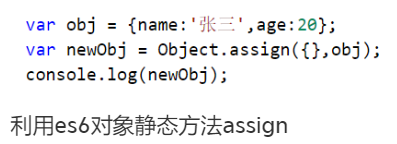 var obj = {name:'张三',age:20};
var newObj = Object.assign({},obj);
console.log(newObj);
利用es6对象静态方法assign